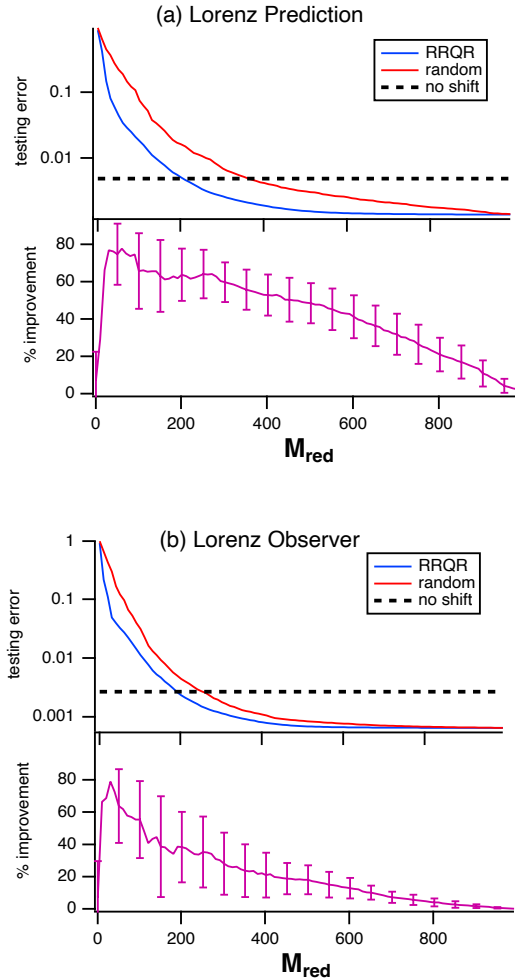 (a) Lorenz Prediction
testing error
0.1
0.01
RRQR
random
no shift
% improvement
80
60
40
20
0
0 200 400 600 800
M_red
(b) Lorenz Observer
testing error
1
0.1
0.01
0.001
RRQR
random
no shift
% improvement
80
60
40
20
0
0 200 400 600 800
M_red